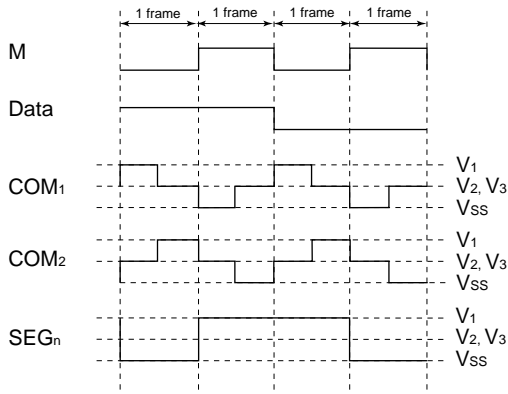 1 frame 1 frame 1 frame 1 frame
M
Data
V1
COM1 V2, V3
VSS
V1
COM2 V2, V3
VSS
V1
SEGn V2, V3
VSS